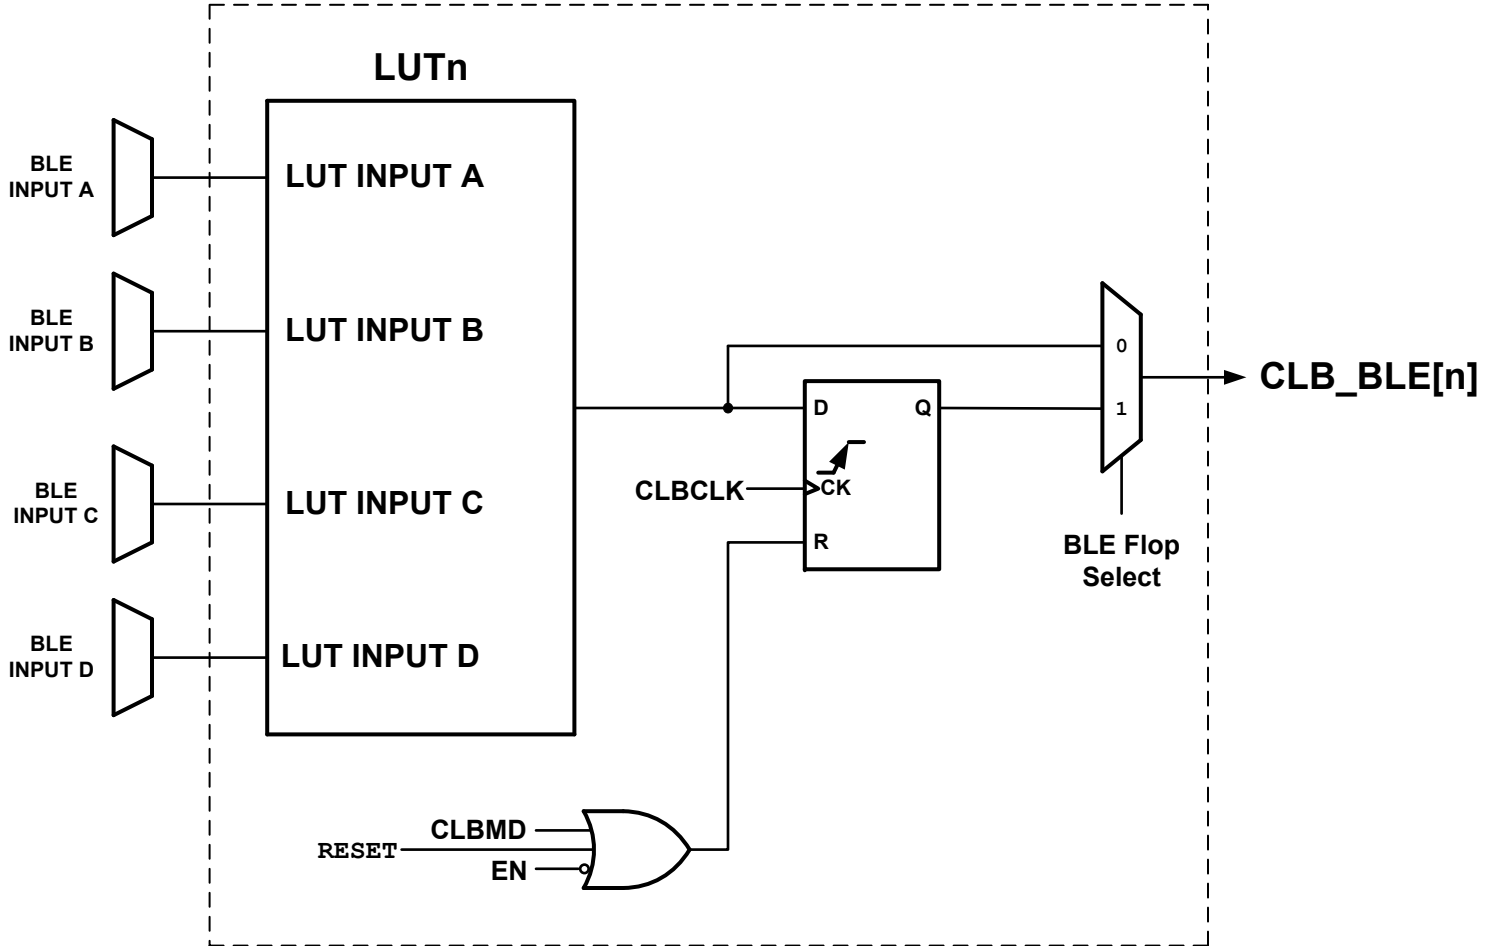 LUTn
BLE
INPUT A
LUT INPUT A
BLE
INPUT B
LUT INPUT B
0
CLB_BLE[n]
D
Q
1
CLBCLK
CK
BLE
INPUT C
LUT INPUT C
R
BLE Flop
Select
BLE
INPUT D
LUT INPUT D
CLBMD
RESET
EN